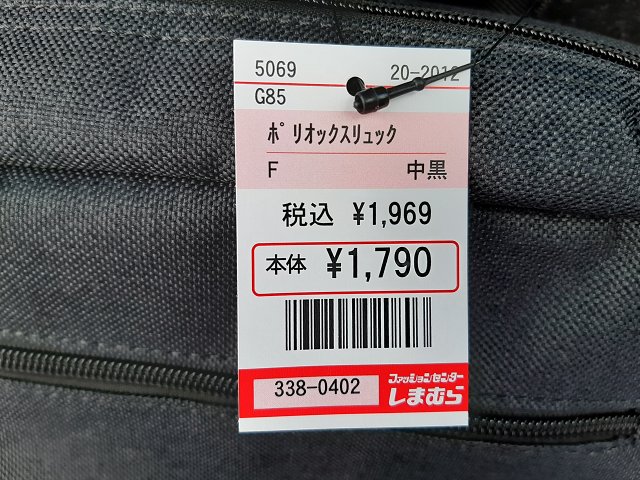 5069 20-2012
G85
ポリオックスリュック
F 中黒
税込 ¥1,969
本体 ¥1,790
338-0402
ファッションセンター
しまむら